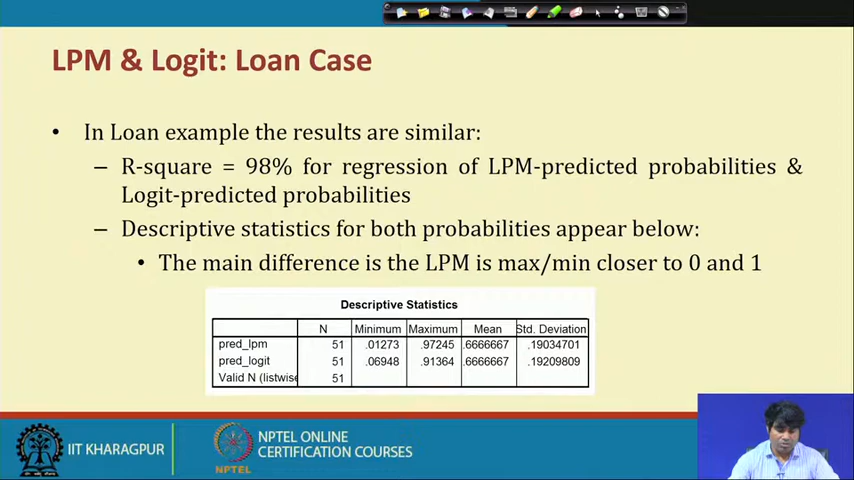 LPM & Logit: Loan Case
• In Loan example the results are similar:
– R-square = 98% for regression of LPM-predicted probabilities &
Logit-predicted probabilities
– Descriptive statistics for both probabilities appear below:
• The main difference is the LPM is max/min closer to 0 and 1
Descriptive Statistics
N Minimum Maximum Mean Std. Deviation
pred_lpm 51 .01273 .97245 .6666667 .19034701
pred_logit 51 .06948 .91364 .6666667 .19209809
Valid N (listwise 51
IIT KHARAGPUR
NPTEL
NPTEL ONLINE
CERTIFICATION COURSES